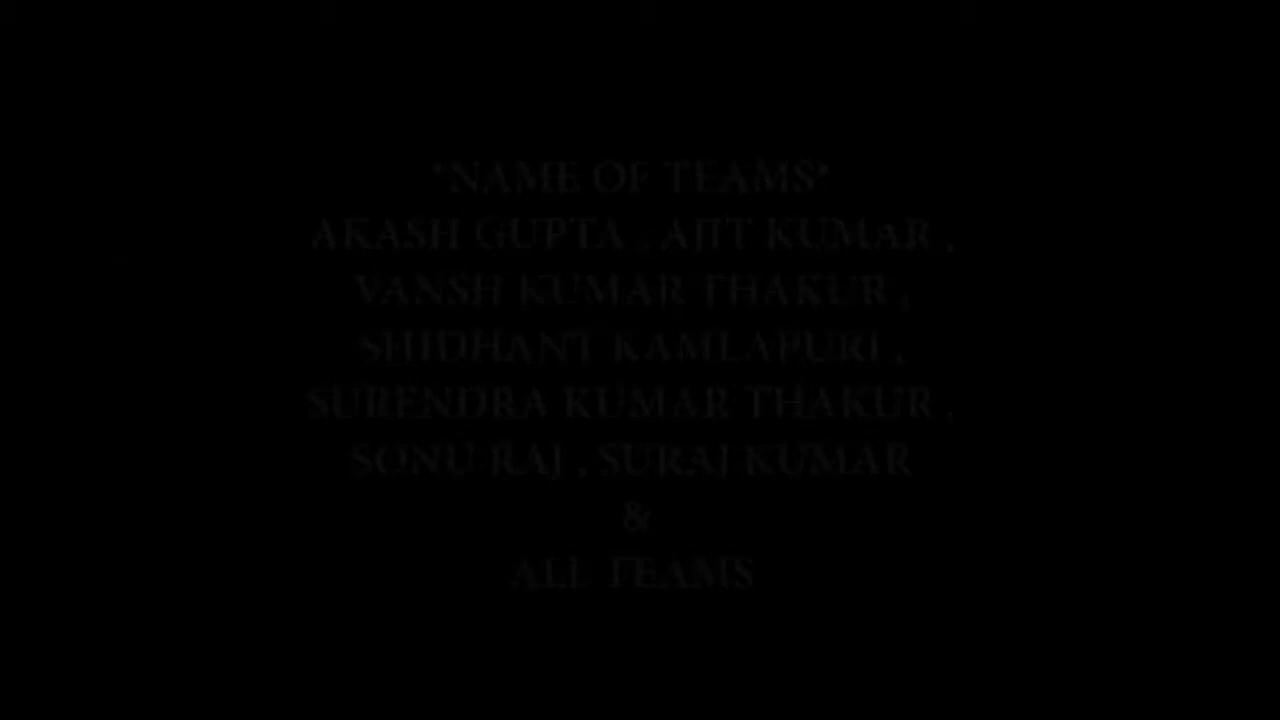 "NAME OF TEAMS"
AKASH GUPTA , AJIT KUMAR ,
VANSH KUMAR THAKUR ,
SHIDHANT KAMLAPURI ,
SURENDRA KUMAR THAKUR ,
SONU RAJ , SURAJ KUMAR
&
ALL TEAMS